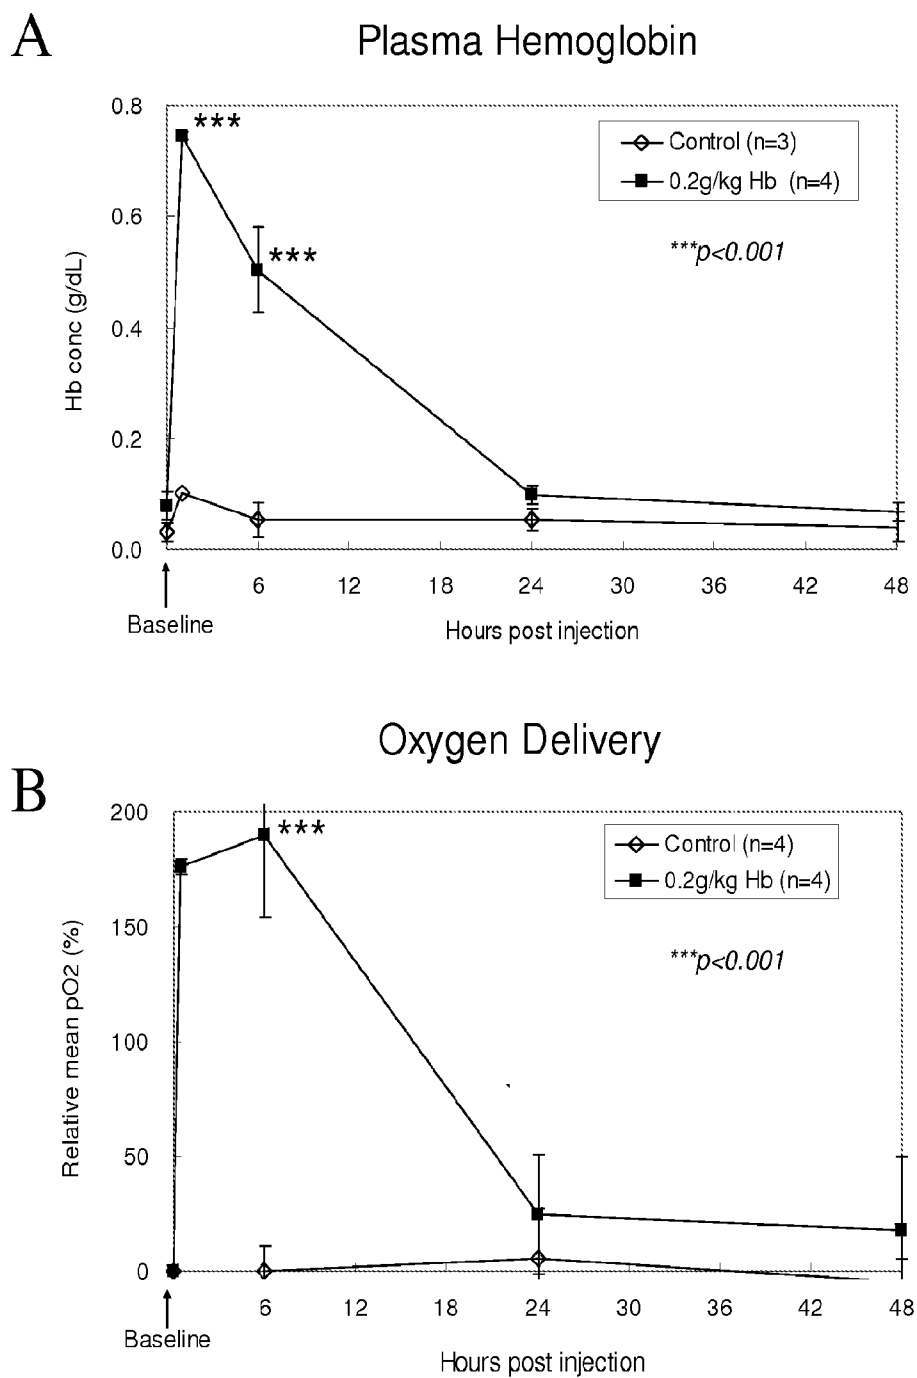 A
Plasma Hemoglobin
0.8
0.6
0.4
0.2
0.0
Hb conc (g/dL)
***
***
Control (n=3)
0.2g/kg Hb (n=4)
***p<0.001
6 12 18 24 30 36 42 48
Baseline
Hours post injection
B
Oxygen Delivery
200
150
100
50
0
Relative mean pO2 (%)
***
Control (n=4)
0.2g/kg Hb (n=4)
***p<0.001
6 12 18 24 30 36 42 48
Baseline
Hours post injection